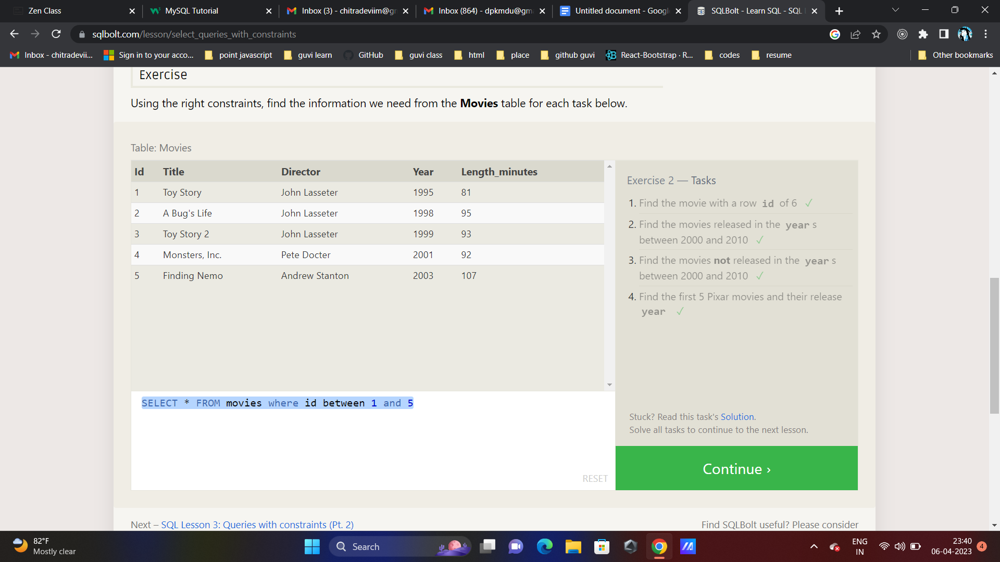 Zen Class
MySQL Tutorial
Inbox (3) - chitradeviim@gr
Inbox (864) - dpkmdu@gm
Untitled document - Google
SQLBolt - Learn SQL - SQL
sqlbolt.com/lesson/select_queries_with_constraints
Inbox - chitradevii...
Sign in to your acco...
point javascript
guvi learn
GitHub
guvi class
html
place
github guvi
React-Bootstrap · R...
codes
resume
Other bookmarks
Exercise
Using the right constraints, find the information we need from the Movies table for each task below.
Table: Movies
Id Title Director Year Length_minutes
1 Toy Story John Lasseter 1995 81
2 A Bug's Life John Lasseter 1998 95
3 Toy Story 2 John Lasseter 1999 93
4 Monsters, Inc. Pete Docter 2001 92
5 Finding Nemo Andrew Stanton 2003 107
SELECT * FROM movies where id between 1 and 5
RESET
Exercise 2 — Tasks
1. Find the movie with a row id of 6 ✓
2. Find the movies released in the year s
between 2000 and 2010 ✓
3. Find the movies not released in the year s
between 2000 and 2010 ✓
4. Find the first 5 Pixar movies and their release
year ✓
Stuck? Read this task's Solution.
Solve all tasks to continue to the next lesson.
Continue ›
Next – SQL Lesson 3: Queries with constraints (Pt. 2)
Find SQLBolt useful? Please consider
82°F
Mostly clear
Search
ENG
IN
23:40
06-04-2023
4